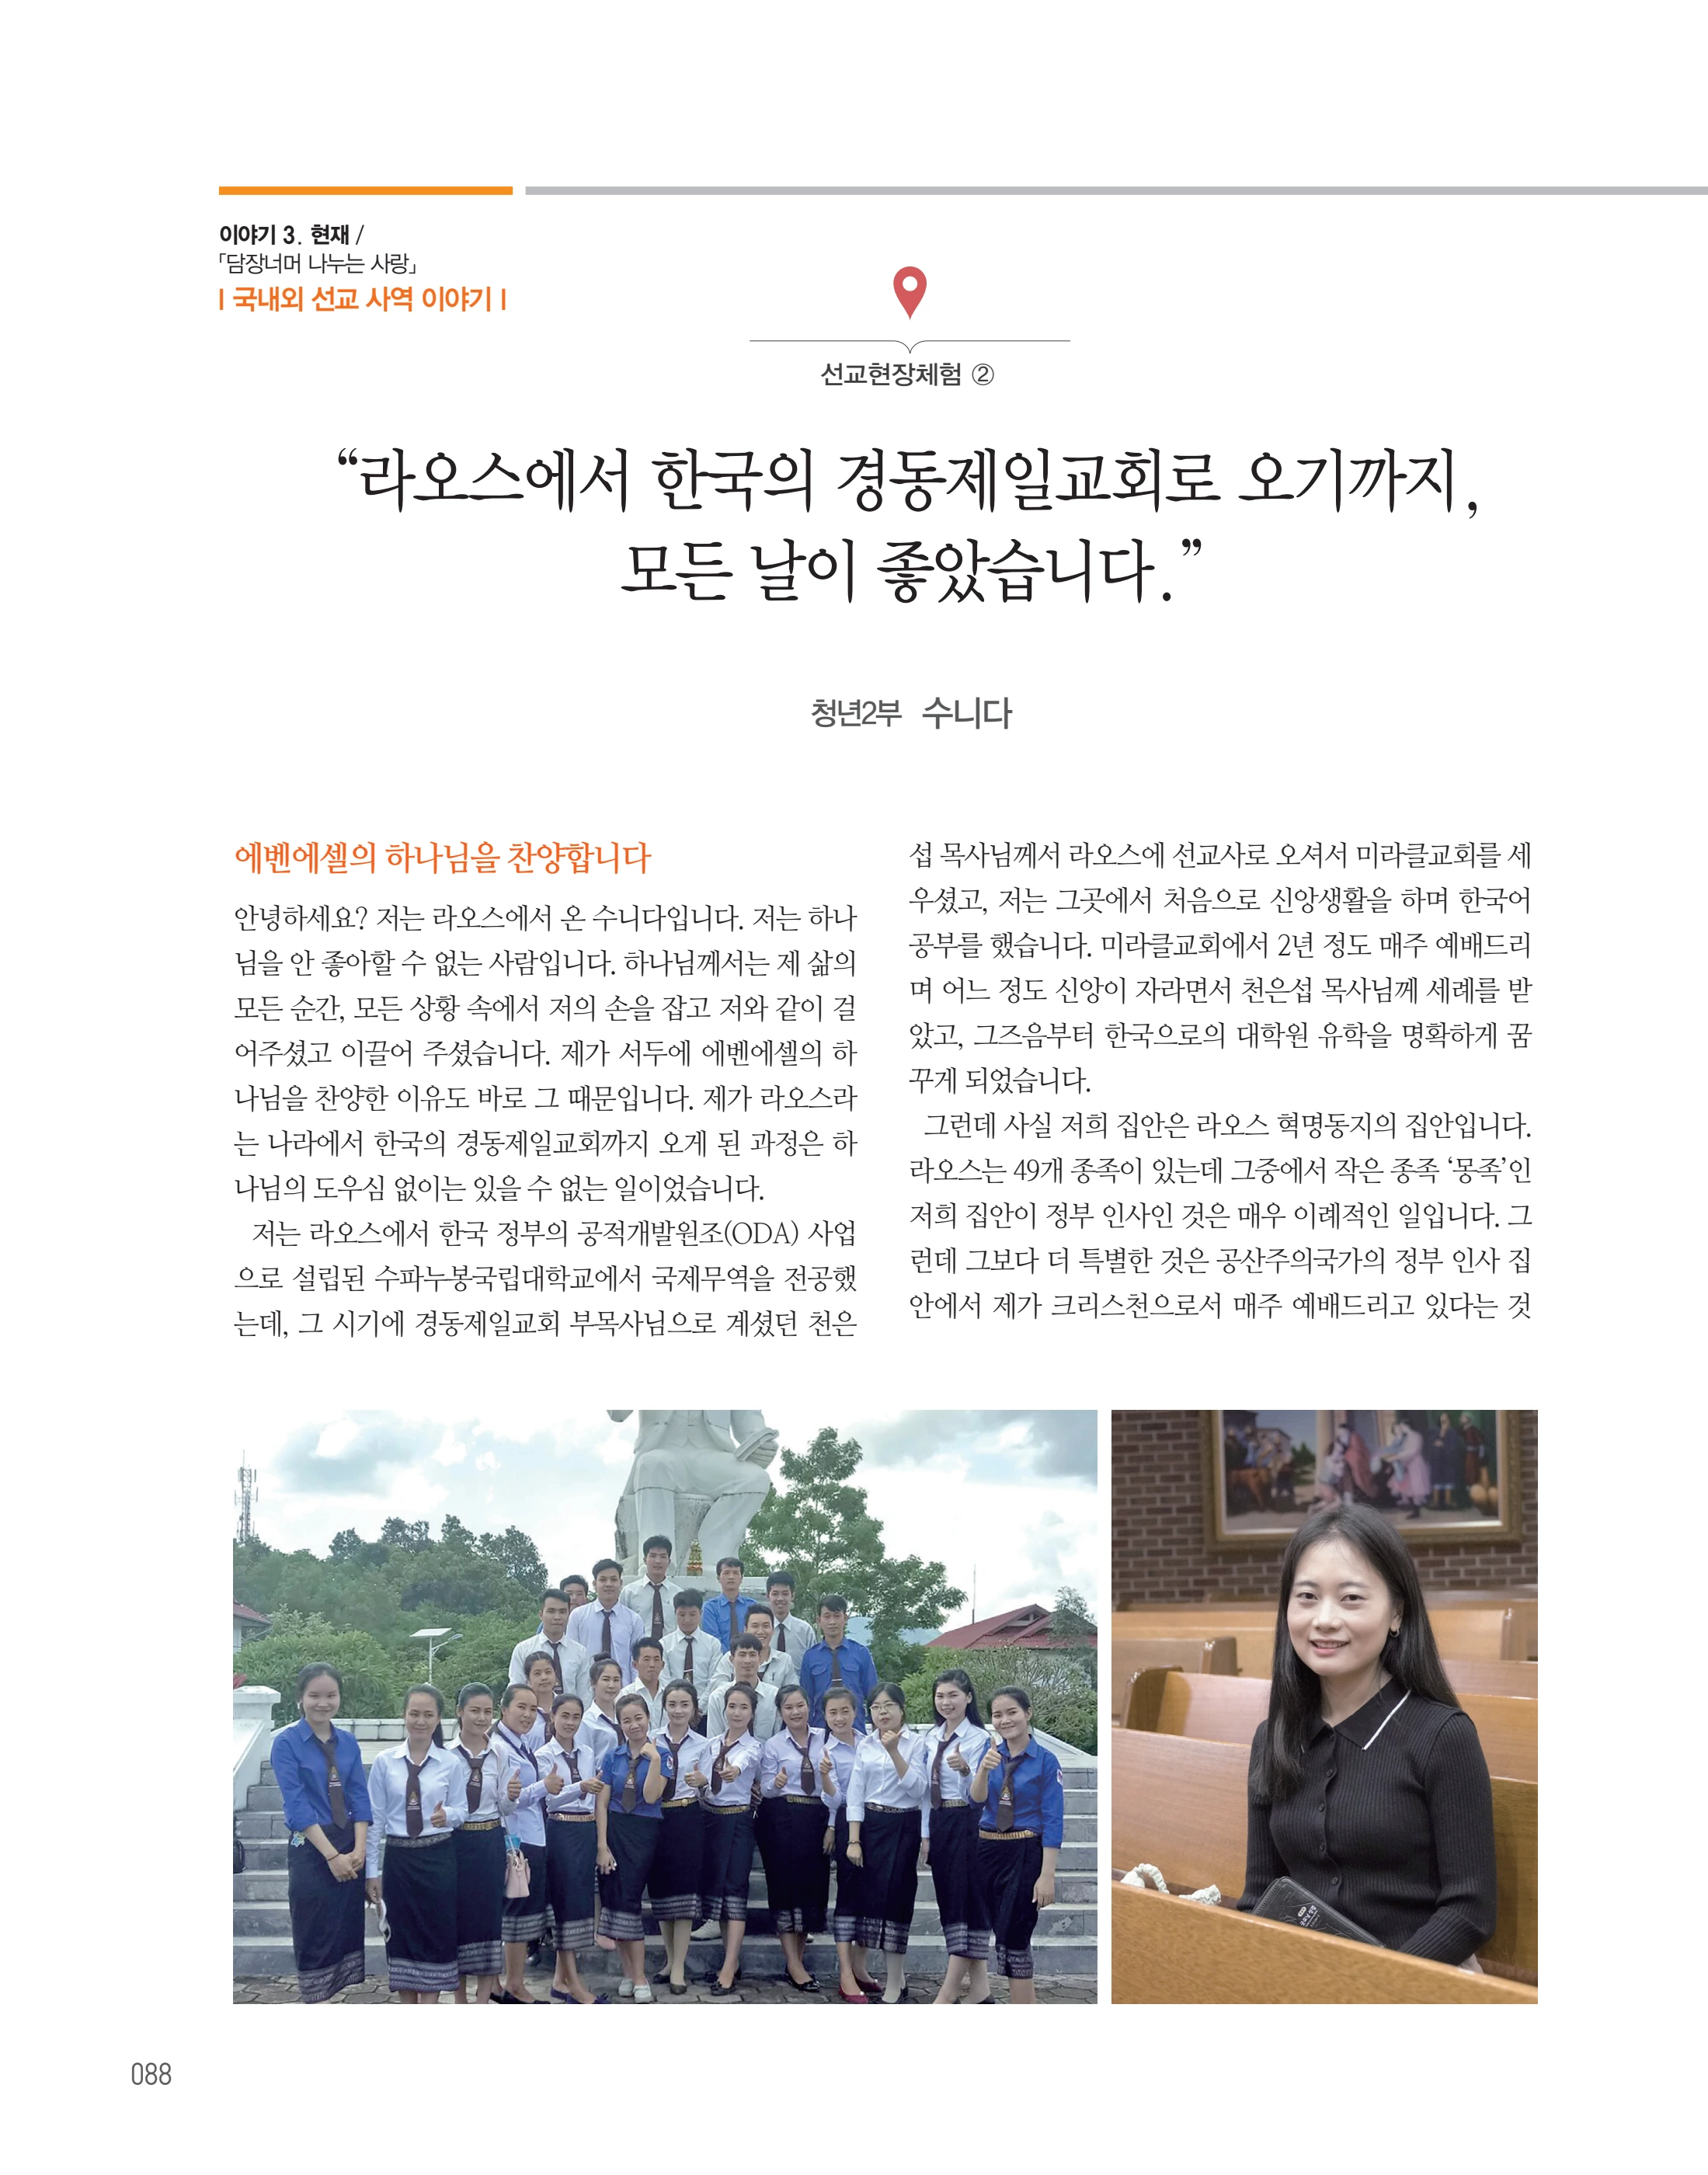 이야기 3. 현재 /
「담장너머 나누는 사랑」
| 국내외 선교 사역 이야기 |
선교현장체험 ②
“라오스에서 한국의 경동제일교회로 오기까지,
모든 날이 좋았습니다.”
청년2부 수니다
에벤에셀의 하나님을 찬양합니다
안녕하세요? 저는 라오스에서 온 수니다입니다. 저는 하나
님을 안 좋아할 수 없는 사람입니다. 하나님께서는 제 삶의
모든 순간, 모든 상황 속에서 저의 손을 잡고 저와 같이 걸
어주셨고 이끌어 주셨습니다. 제가 서두에 에벤에셀의 하
나님을 찬양한 이유도 바로 그 때문입니다. 제가 라오스라
는 나라에서 한국의 경동제일교회까지 오게 된 과정은 하
나님의 도우심 없이는 있을 수 없는 일이었습니다.
저는 라오스에서 한국 정부의 공적개발원조(ODA) 사업
으로 설립된 수파누봉국립대학교에서 국제무역을 전공했
는데, 그 시기에 경동제일교회 부목사님으로 계셨던 천은
섭 목사님께서 라오스에 선교사로 오셔서 미라클교회를 세
우셨고, 저는 그곳에서 처음으로 신앙생활을 하며 한국어
공부를 했습니다. 미라클교회에서 2년 정도 매주 예배드리
며 어느 정도 신앙이 자라면서 천은섭 목사님께 세례를 받
았고, 그즈음부터 한국으로의 대학원 유학을 명확하게 꿈
꾸게 되었습니다.
그런데 사실 저희 집안은 라오스 혁명동지의 집안입니다.
라오스는 49개 종족이 있는데 그중에서 작은 종족 ‘몽족’인
저희 집안이 정부 인사인 것은 매우 이례적인 일입니다. 그
런데 그보다 더 특별한 것은 공산주의국가의 정부 인사 집
안에서 제가 크리스천으로서 매주 예배드리고 있다는 것
088